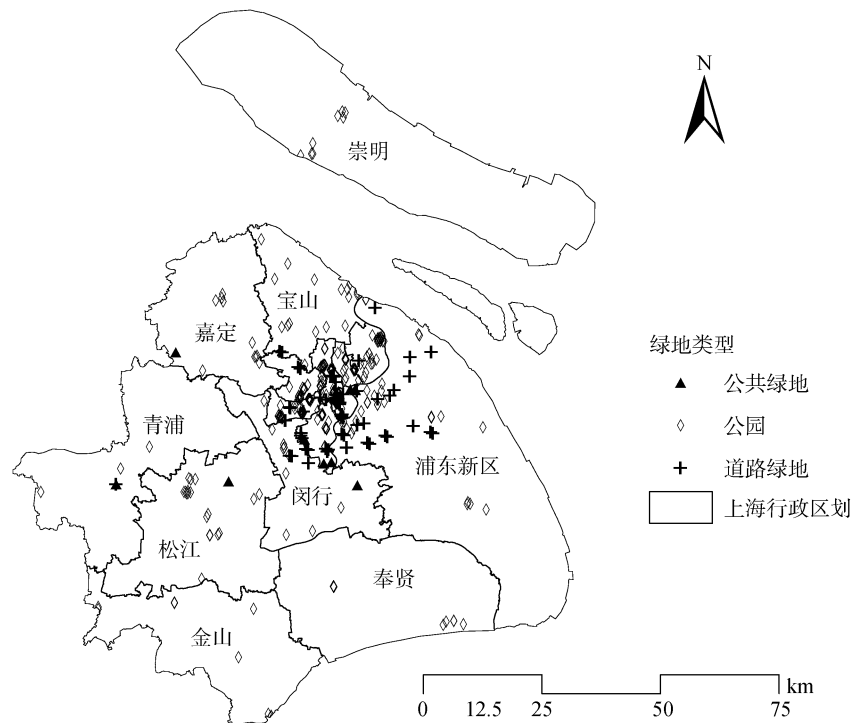 N
崇明
宝山
嘉定
绿地类型
公共绿地
青浦
公园
浦东新区
道路绿地
闵行
上海行政区划
松江
奉贤
金山
km
0 12.5 25 50 75